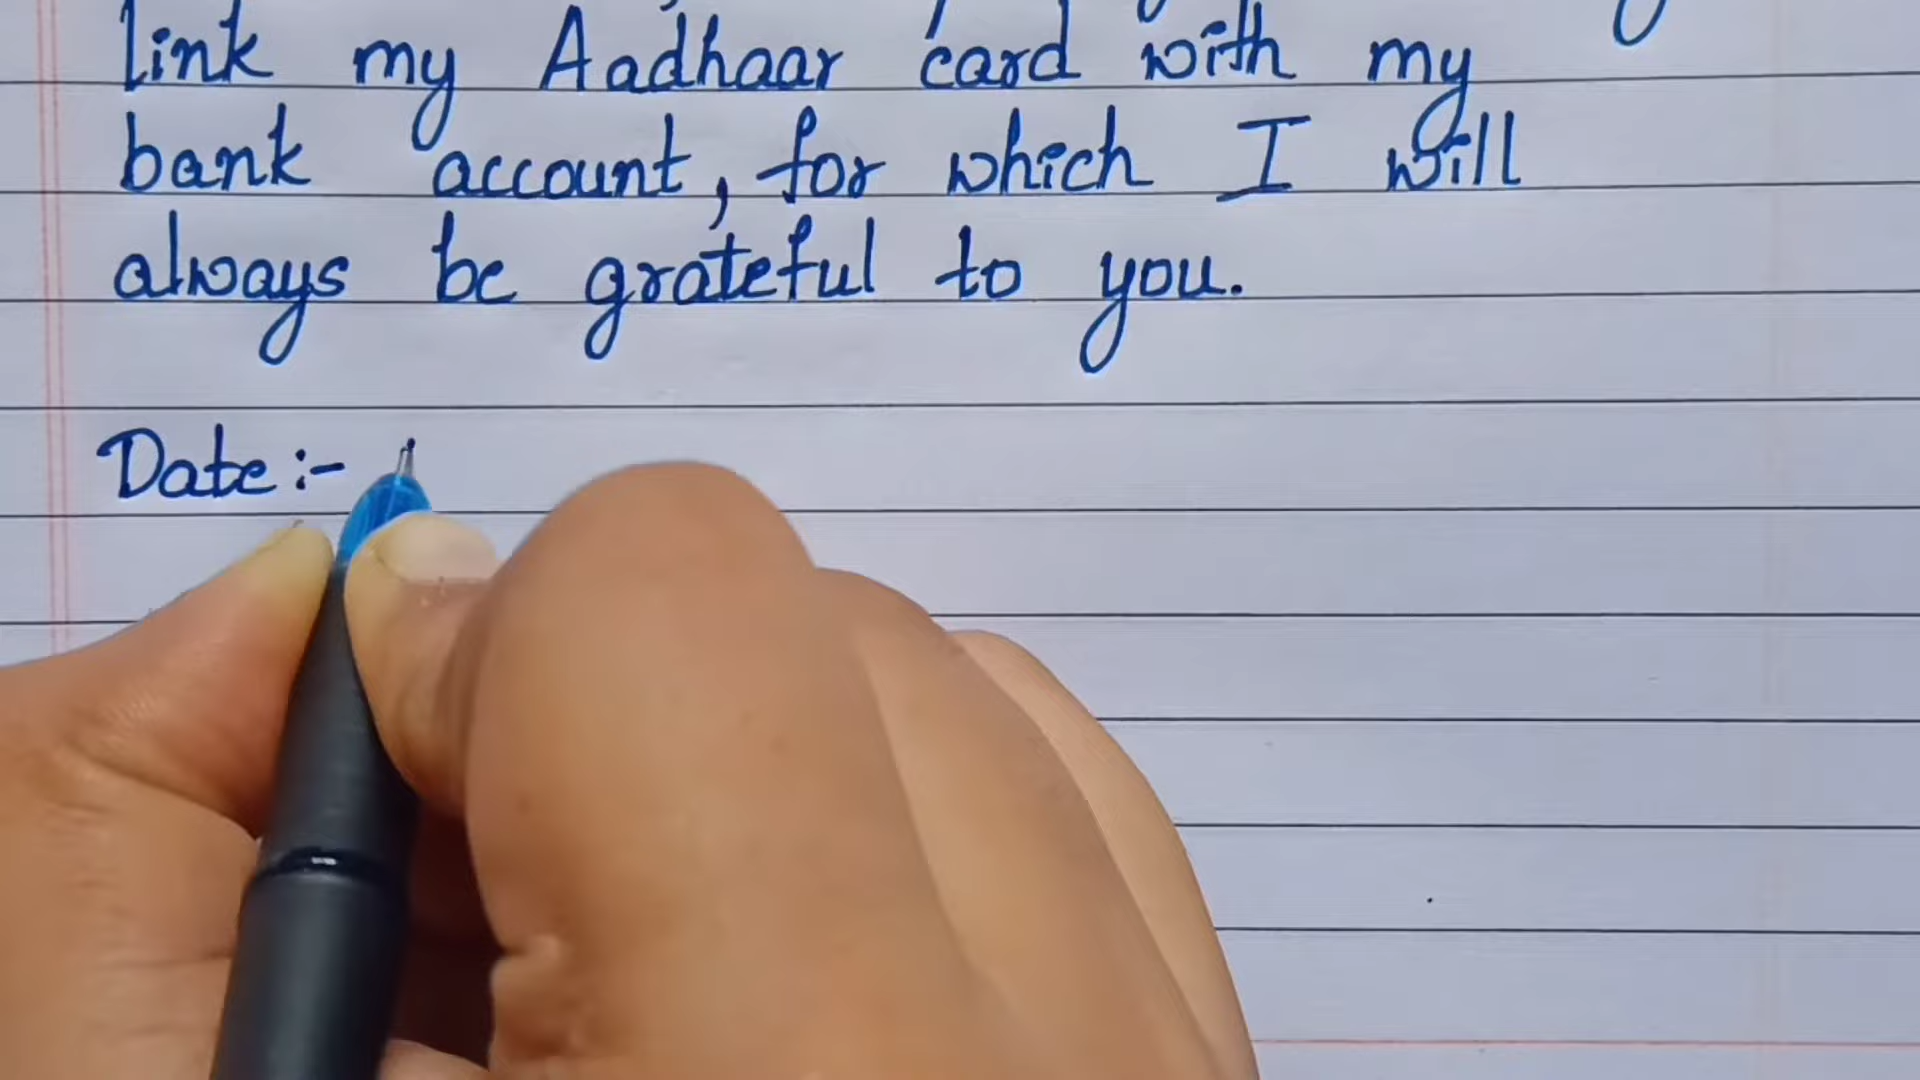 link my Aadhaar card with my
bank account, for which I will
always be grateful to you.
Date:-